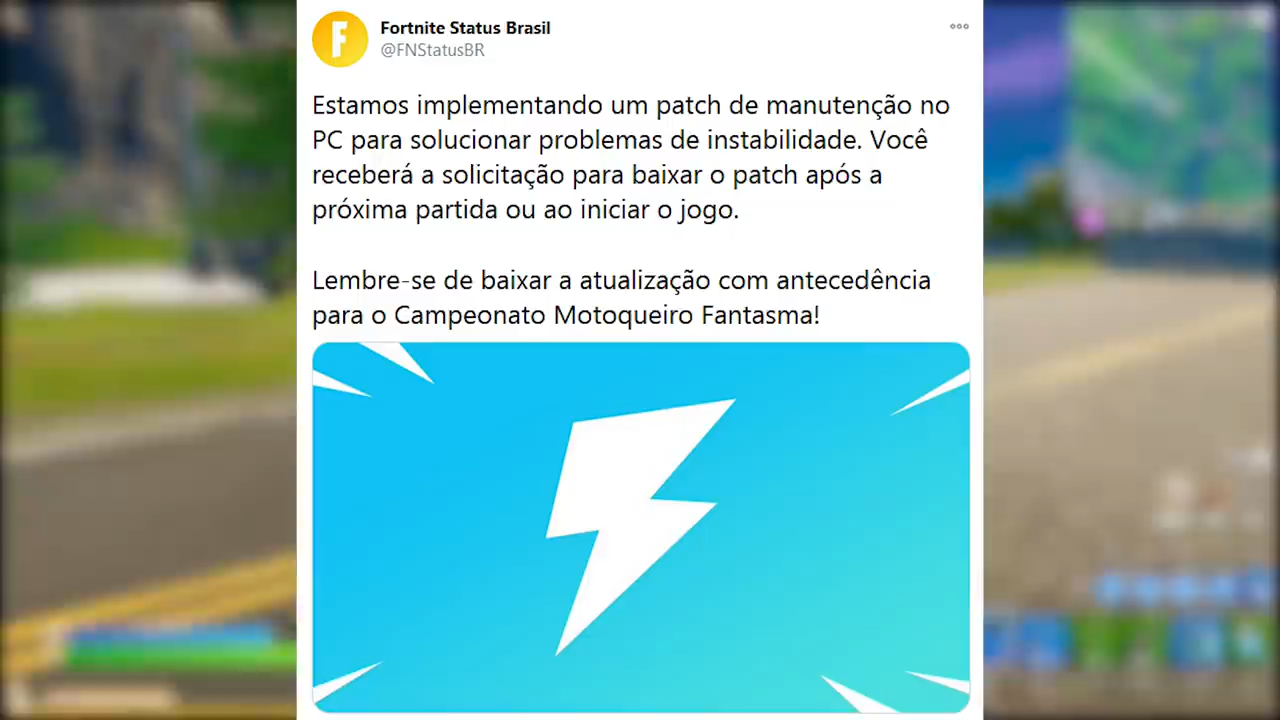 Fortnite Status Brasil
@FNStatusBR
Estamos implementando um patch de manutenção no
PC para solucionar problemas de instabilidade. Você
receberá a solicitação para baixar o patch após a
próxima partida ou ao iniciar o jogo.
Lembre-se de baixar a atualização com antecedência
para o Campeonato Motoqueiro Fantasma!